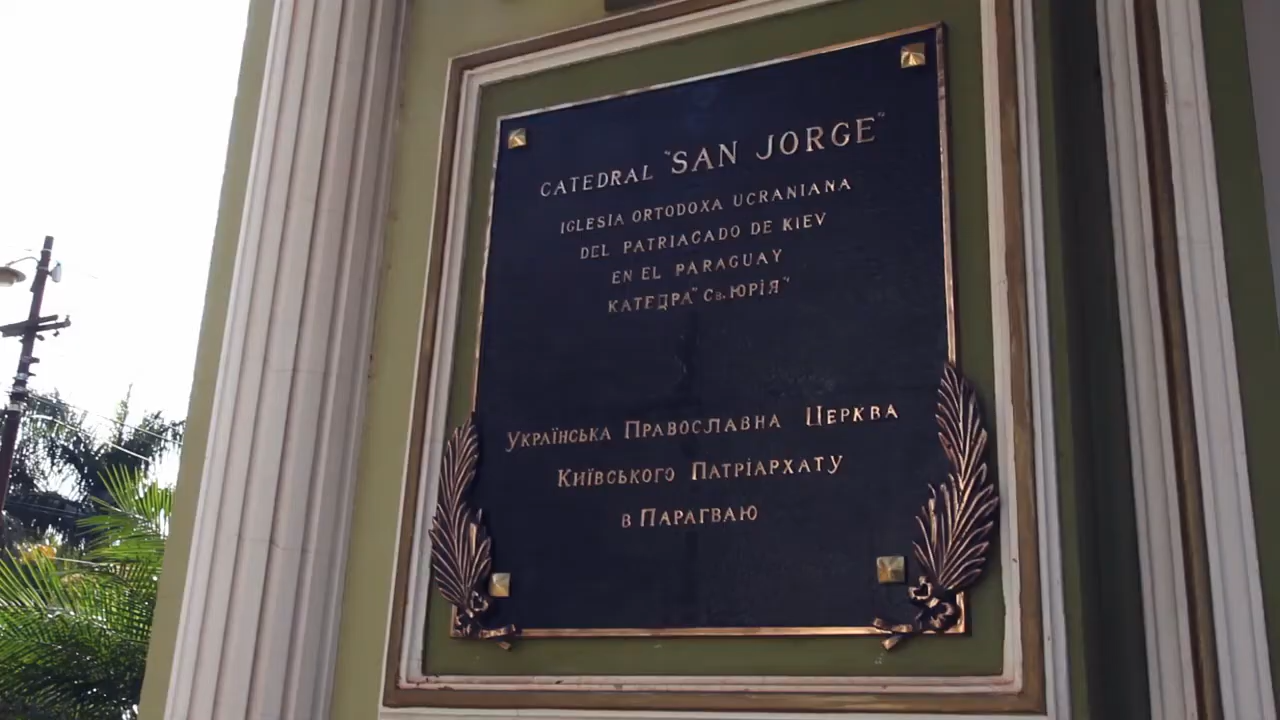 CATEDRAL "SAN JORGE"
IGLESIA ORTODOXA UCRANIANA
DEL PATRIACADO DE KIEV
EN EL PARAGUAY
КАТЕДРА "Св. ЮРІЯ"
УКРАЇНСЬКА ПРАВОСЛАВНА ЦЕРКВА
КИЇВСЬКОГО ПАТРІАРХАТУ
В ПАРАГВАЮ